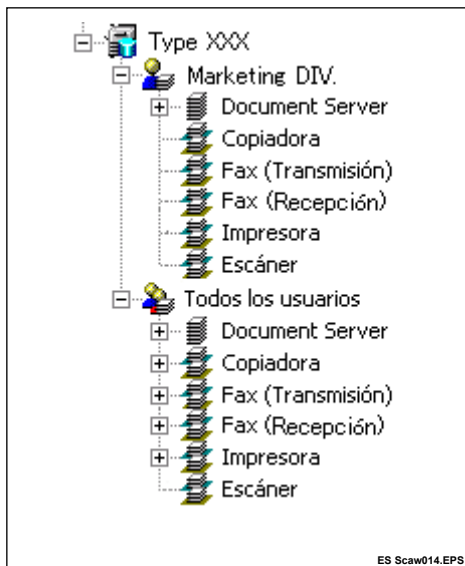 Type XXX
Marketing DIV.
Document Server
Copiadora
Fax (Transmisión)
Fax (Recepción)
Impresora
Escáner
Todos los usuarios
Document Server
Copiadora
Fax (Transmisión)
Fax (Recepción)
Impresora
Escáner
ES Scaw014.EPS